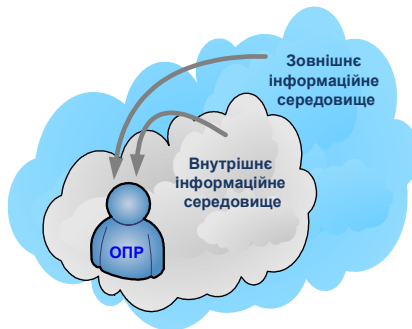 Зовнішнє
інформаційне
середовище
Внутрішнє
інформаційне
середовище
ОПР